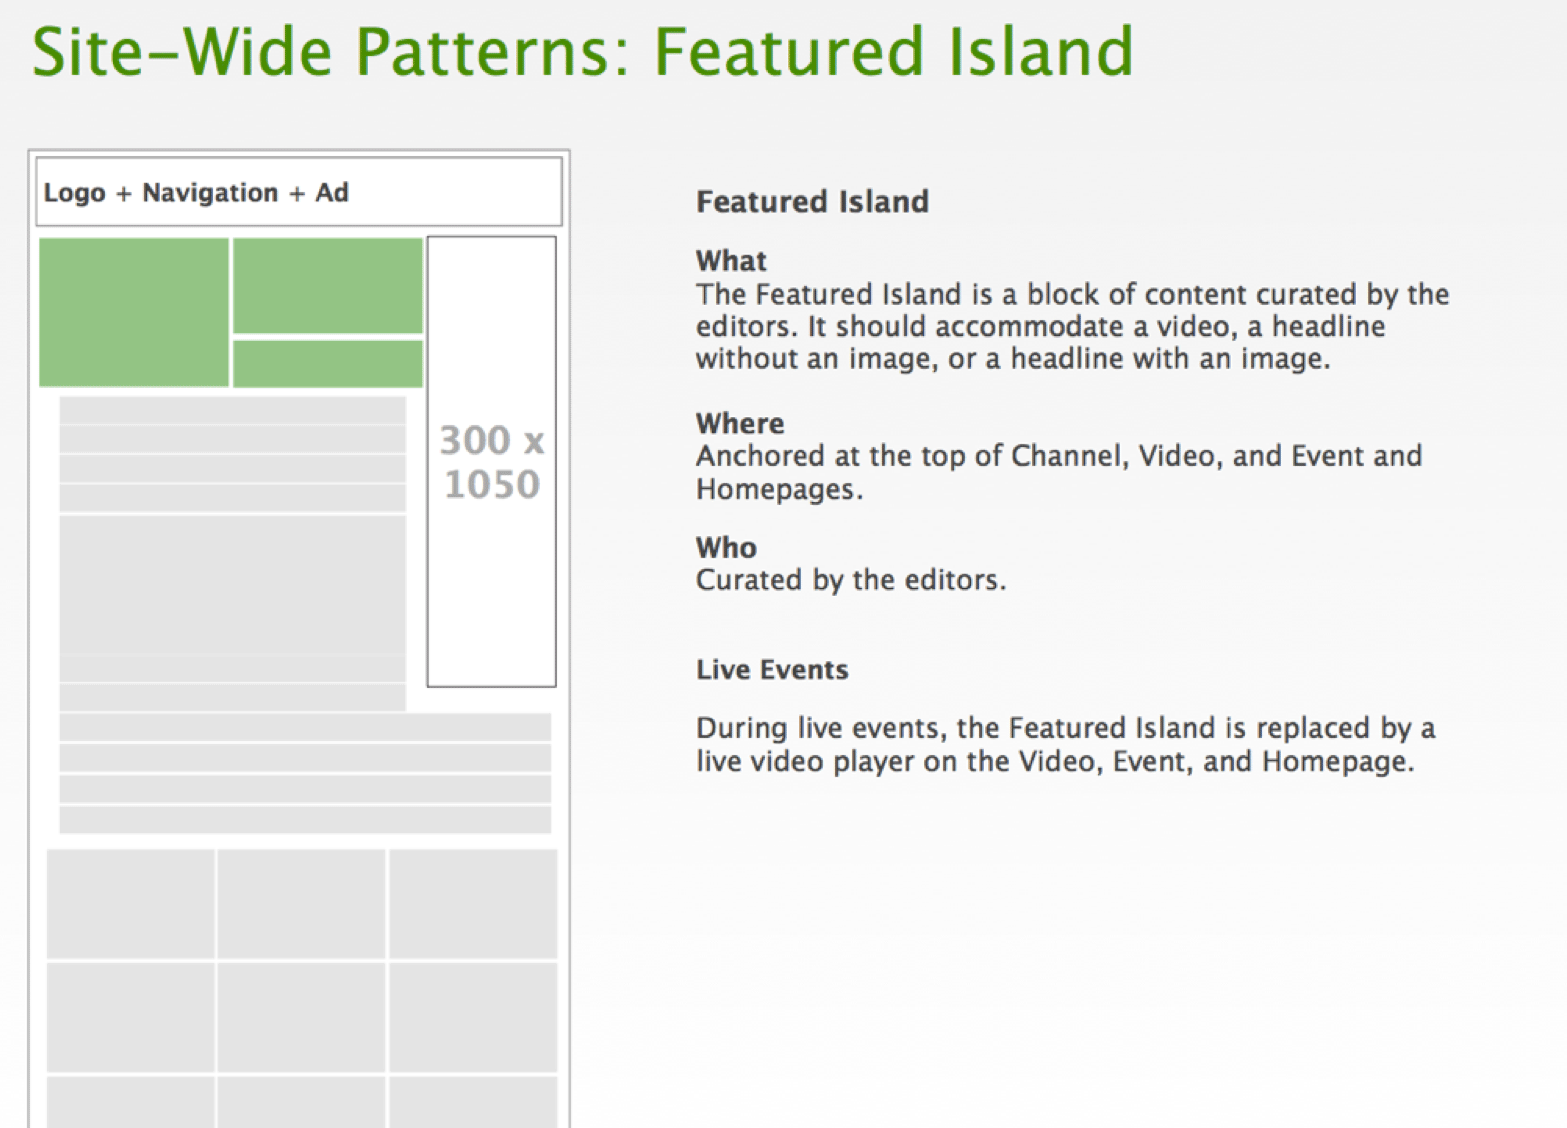 Site-Wide Patterns: Featured Island
Logo + Navigation + Ad
300 x
1050
Featured Island
What
The Featured Island is a block of content curated by the
editors. It should accommodate a video, a headline
without an image, or a headline with an image.
Where
Anchored at the top of Channel, Video, and Event and
Homepages.
Who
Curated by the editors.
Live Events
During live events, the Featured Island is replaced by a
live video player on the Video, Event, and Homepage.